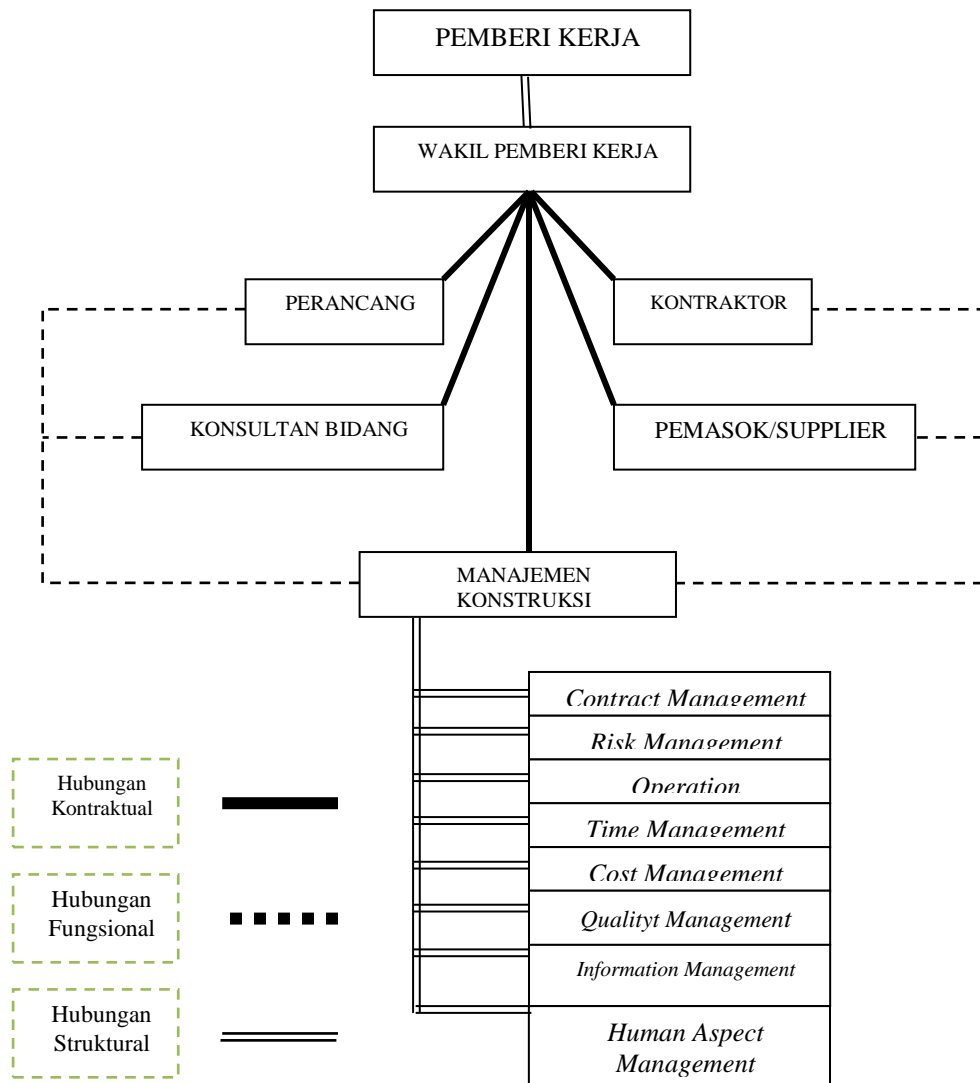 PEMBERI KERJA
WAKIL PEMBERI KERJA
PERANCANG
KONTRAKTOR
KONSULTAN BIDANG
PEMASOK/SUPPLIER
MANAJEMEN
KONSTRUKSI
Contract Management
Risk Management
Operation
Time Management
Cost Management
Qualityt Management
Information Management
Human Aspect
Management
Hubungan
Kontraktual
Hubungan
Fungsional
Hubungan
Struktural